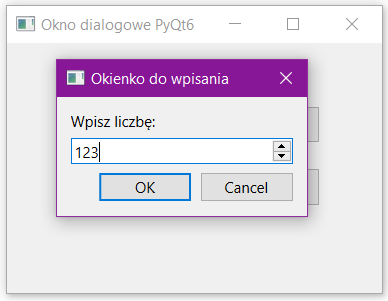 Okno dialogowe PyQt6
Okienko do wpisania
Wpisz liczbę:
123
OK Cancel